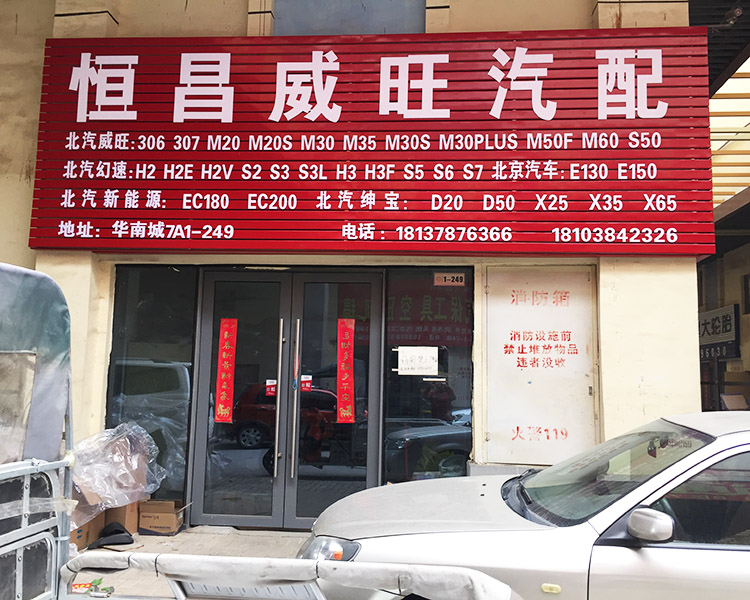 恒昌威旺汽配
北汽威旺:306 307 M20 M20S M30 M35 M30S M30PLUS M50F M60 S50
北汽幻速:H2 H2E H2V S2 S3 S3L H3 H3F S5 S6 S7 北京汽车:E130 E150
北汽新能源: EC180 EC200 北汽绅宝: D20 D50 X25 X35 X65
地址: 华南城7A1-249 电话: 18137876366 18103842326
1-249
消防箱
消防设施前
禁止堆放物品
违者没收
火警119
大轮胎